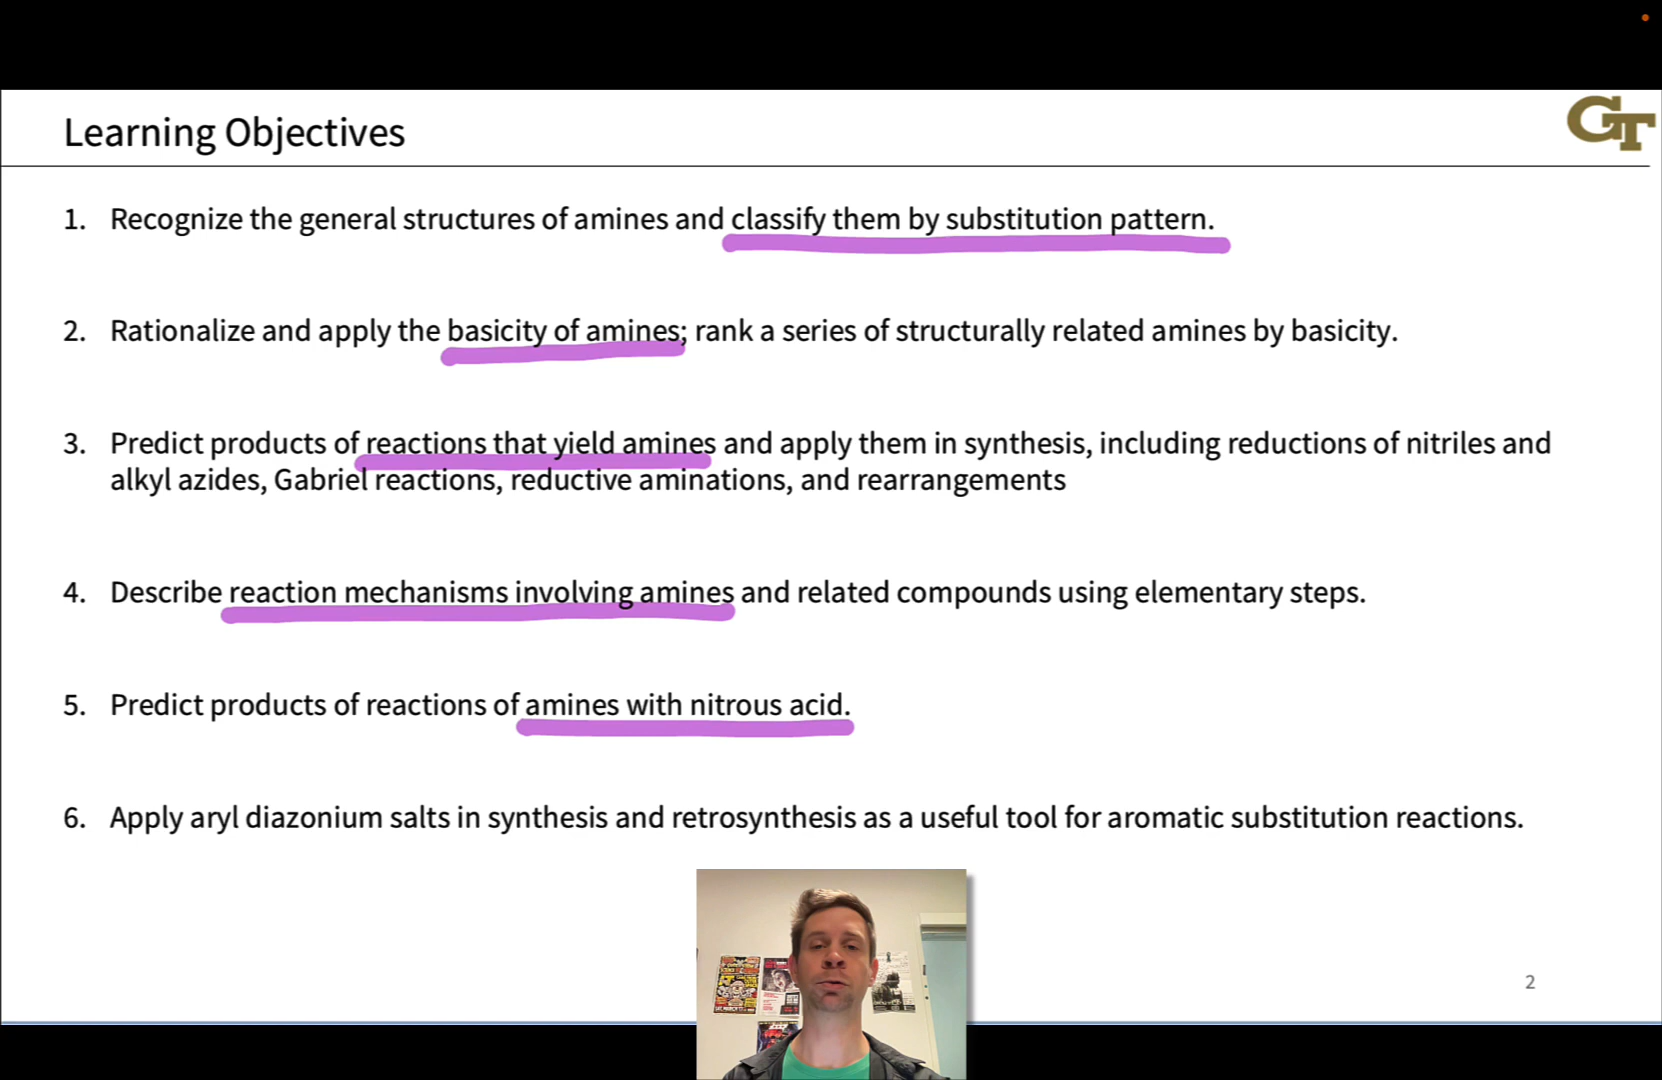 Learning Objectives
GT
1. Recognize the general structures of amines and classify them by substitution pattern.
2. Rationalize and apply the basicity of amines; rank a series of structurally related amines by basicity.
3. Predict products of reactions that yield amines and apply them in synthesis, including reductions of nitriles and
alkyl azides, Gabriel reactions, reductive aminations, and rearrangements
4. Describe reaction mechanisms involving amines and related compounds using elementary steps.
5. Predict products of reactions of amines with nitrous acid.
6. Apply aryl diazonium salts in synthesis and retrosynthesis as a useful tool for aromatic substitution reactions.
2